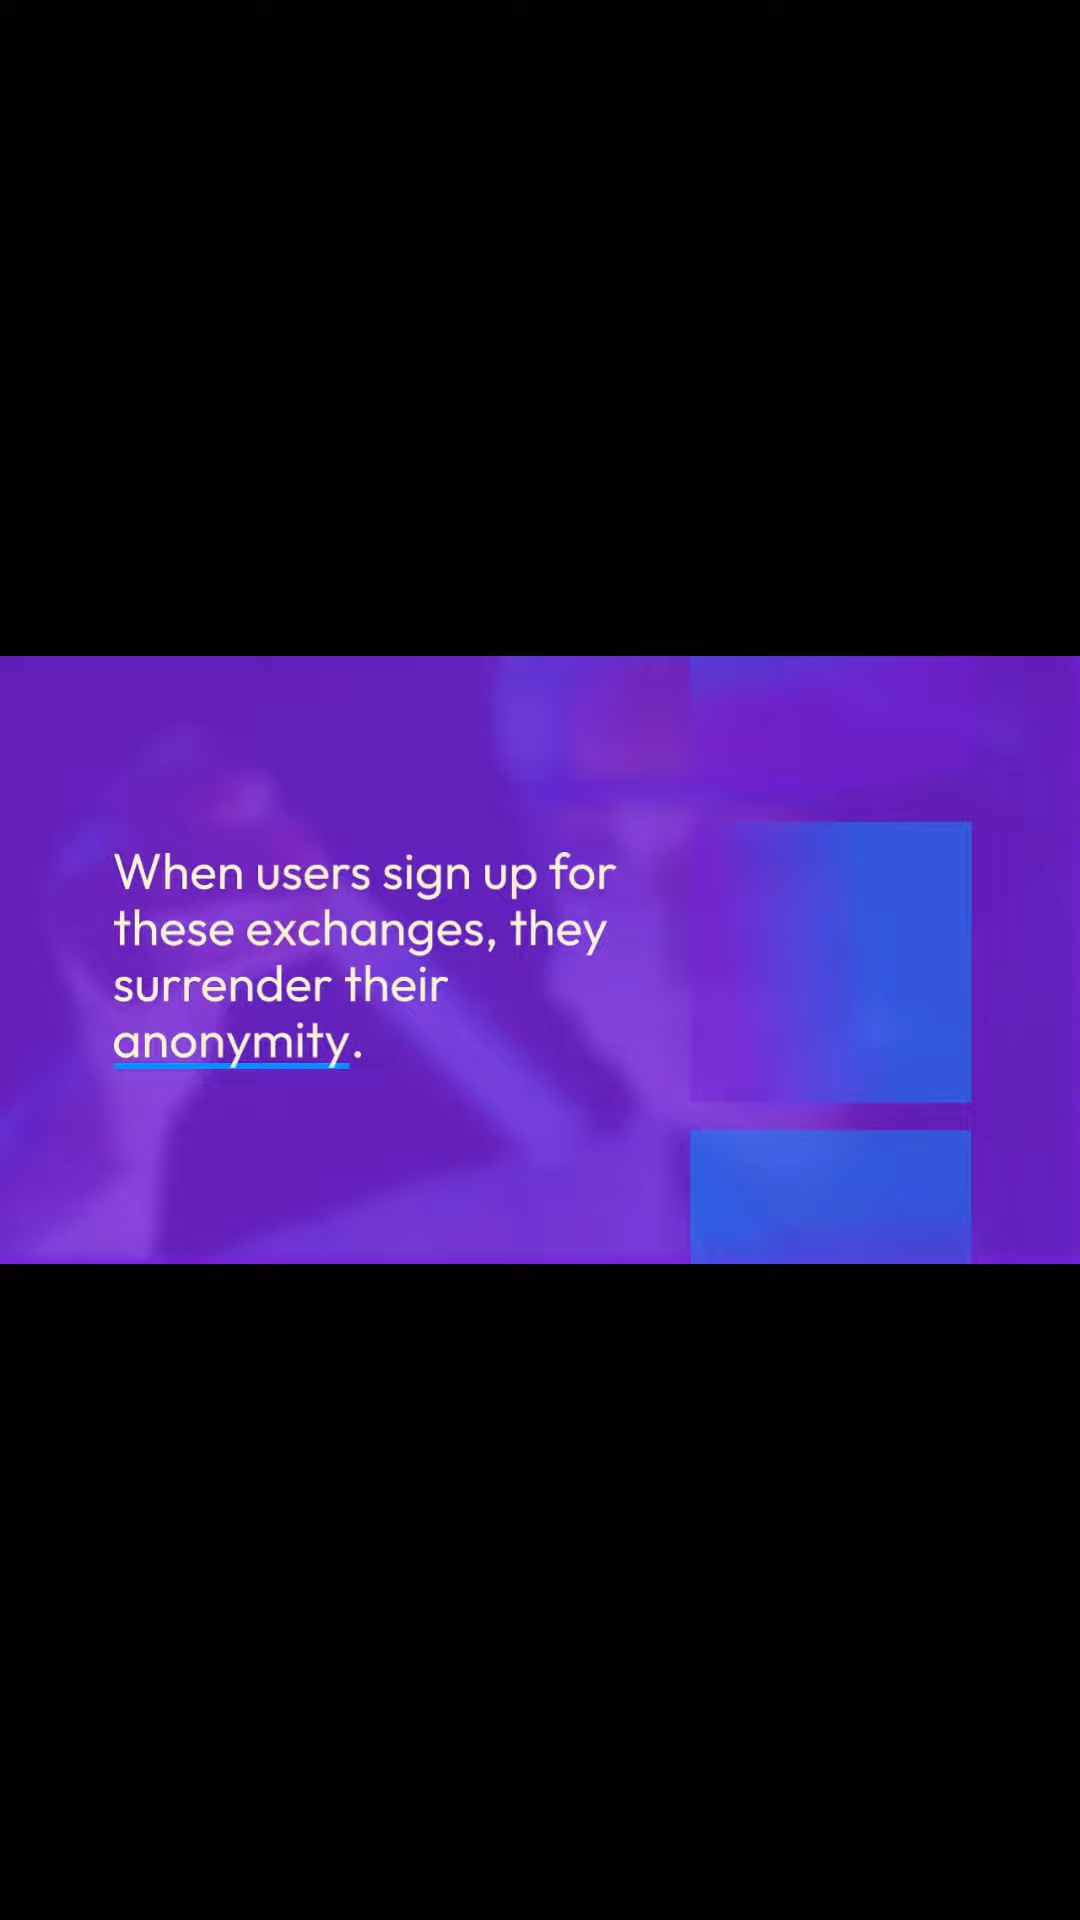 When users sign up for
these exchanges, they
surrender their
anonymity.